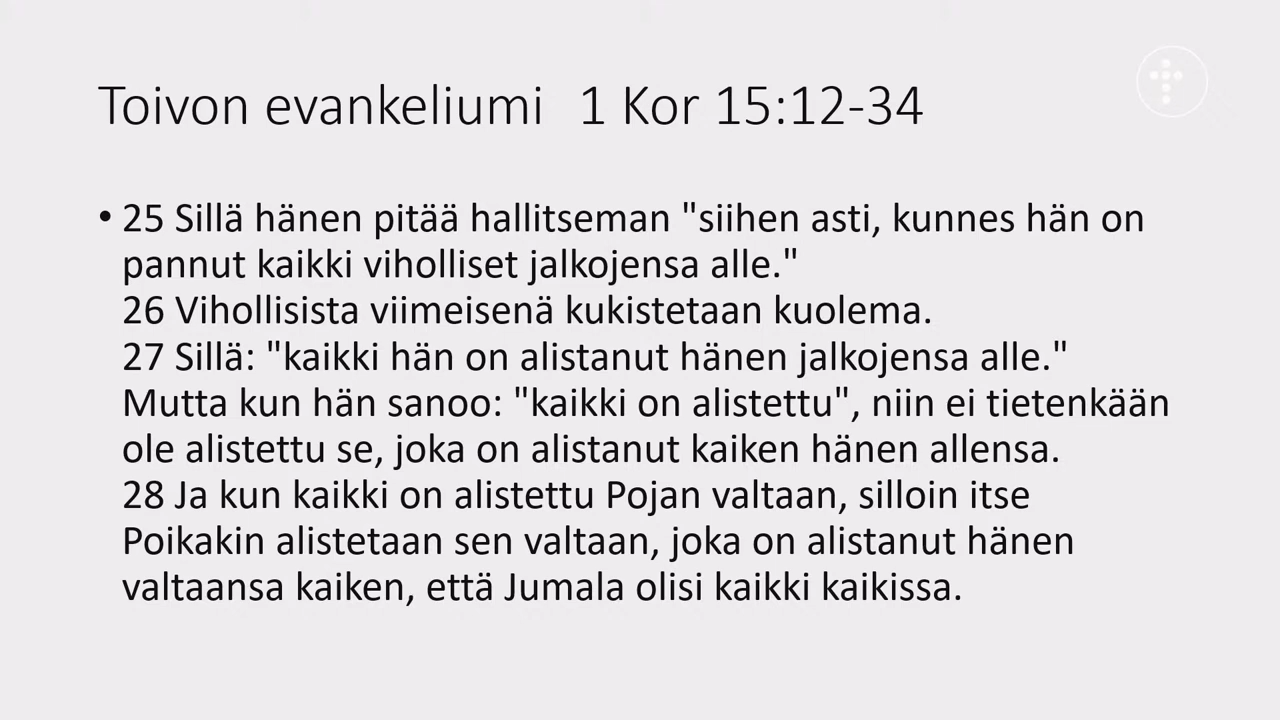 Toivon evankeliumi 1 Kor 15:12-34
• 25 Sillä hänen pitää hallitseman "siihen asti, kunnes hän on
pannut kaikki viholliset jalkojensa alle."
26 Vihollisista viimeisenä kukistetaan kuolema.
27 Sillä: "kaikki hän on alistanut hänen jalkojensa alle."
Mutta kun hän sanoo: "kaikki on alistettu", niin ei tietenkään
ole alistettu se, joka on alistanut kaiken hänen allensa.
28 Ja kun kaikki on alistettu Pojan valtaan, silloin itse
Poikakin alistetaan sen valtaan, joka on alistanut hänen
valtaansa kaiken, että Jumala olisi kaikki kaikissa.